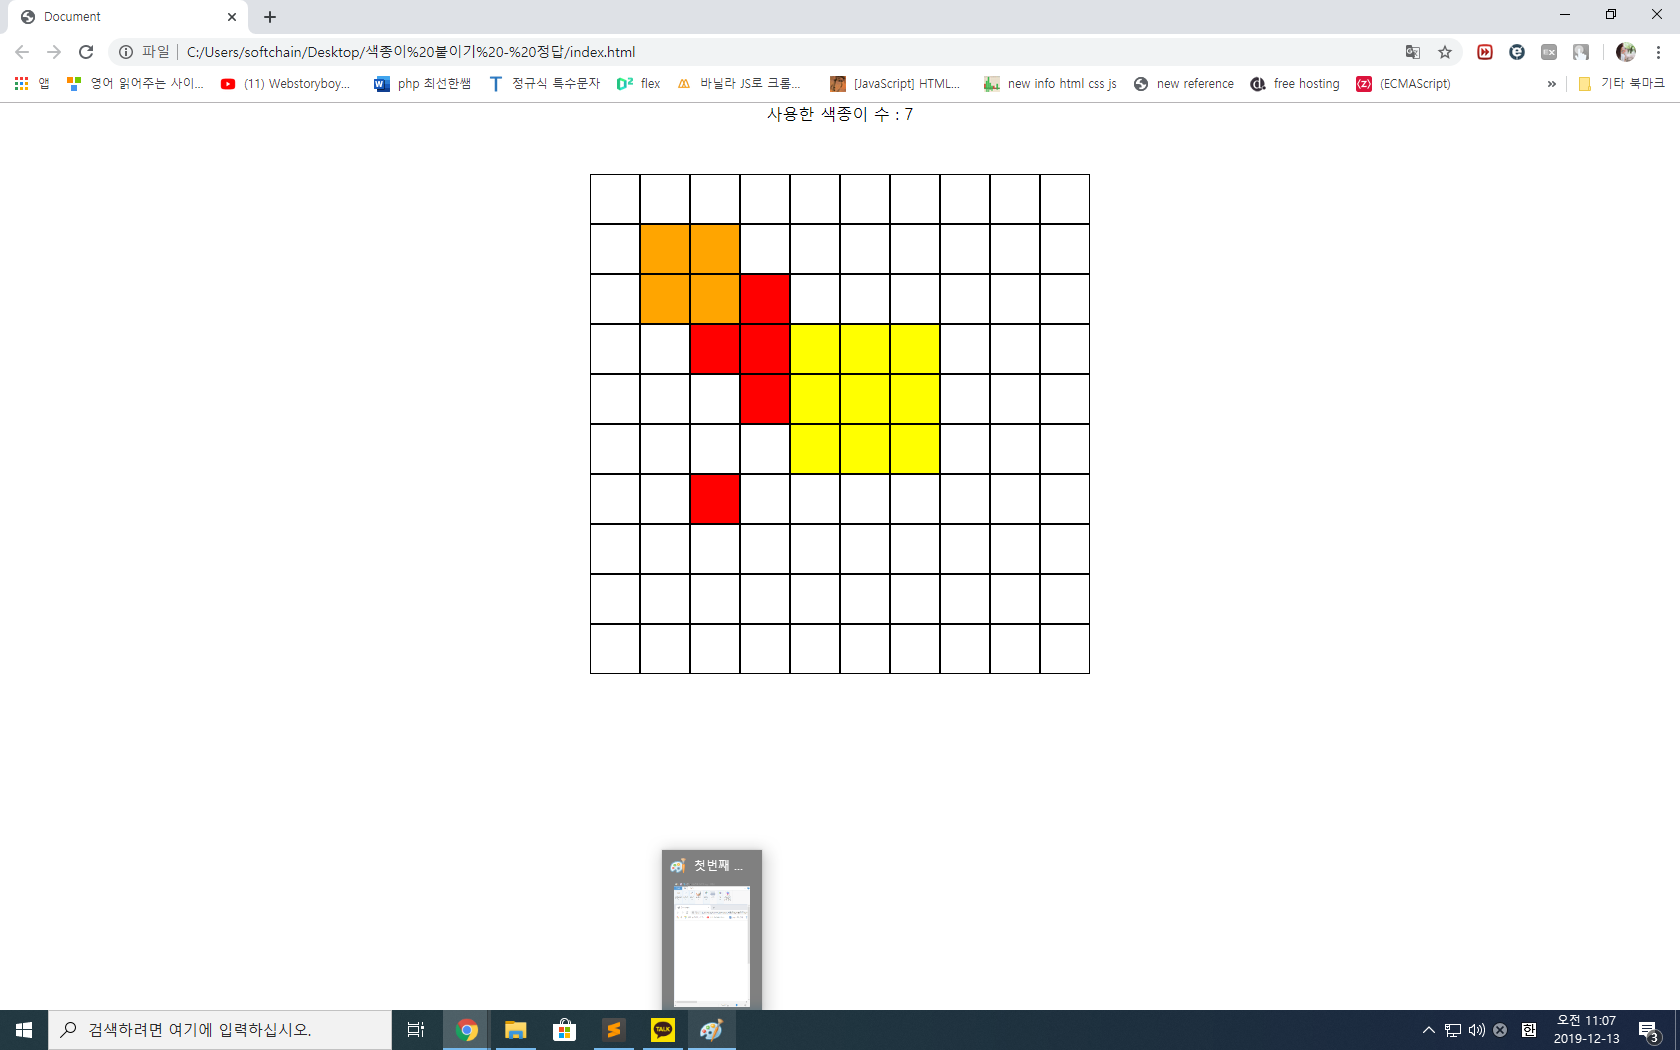 Document
파일
C:/Users/softchain/Desktop/색종이%20붙이기%20-%20정답/index.html
앱
영어 읽어주는 사이...
(11) Webstoryboy...
php 최선한쌤
정규식 특수문자
flex
바닐라 JS로 크롬...
[JavaScript] HTML...
new info html css js
new reference
free hosting
(ECMAScript)
»
기타 북마크
사용한 색종이 수 : 7
첫번째 ...
검색하려면 여기에 입력하십시오.
TALK
한
오전 11:07
2019-12-13
3